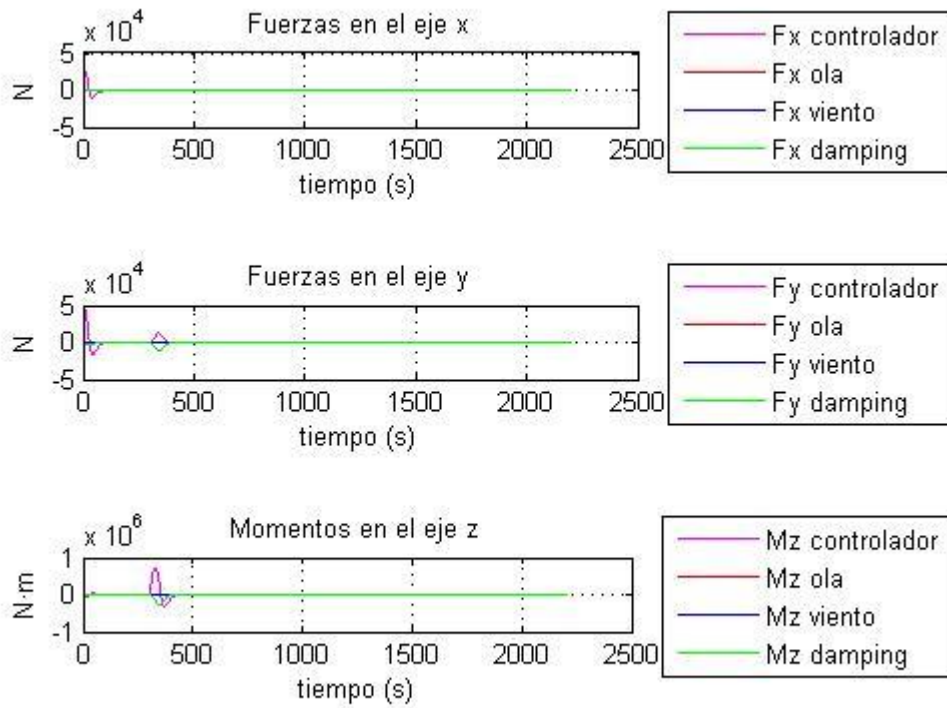 x 10^4
Fuerzas en el eje x
5
0
-5
N
0 500 1000 1500 2000 2500
tiempo (s)
Fx controlador
Fx ola
Fx viento
Fx damping
x 10^4
Fuerzas en el eje y
5
0
-5
N
0 500 1000 1500 2000 2500
tiempo (s)
Fy controlador
Fy ola
Fy viento
Fy damping
x 10^6
Momentos en el eje z
1
0
-1
N·m
0 500 1000 1500 2000 2500
tiempo (s)
Mz controlador
Mz ola
Mz viento
Mz damping